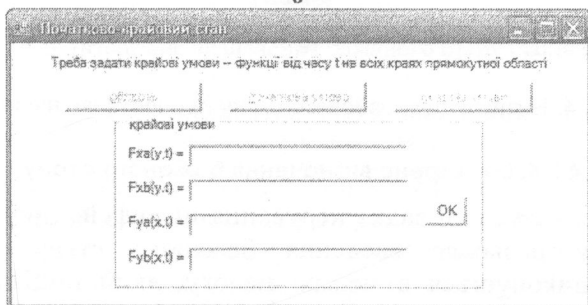 Початково-крайовий стан
Треба задати крайові умови -- функції від часу t не всіх краях прямокутної області
крайові умови
Fxa(y,t) =
Fxb(y,t) =
OK
Fya(x,t) =
Fyb(x,t) =